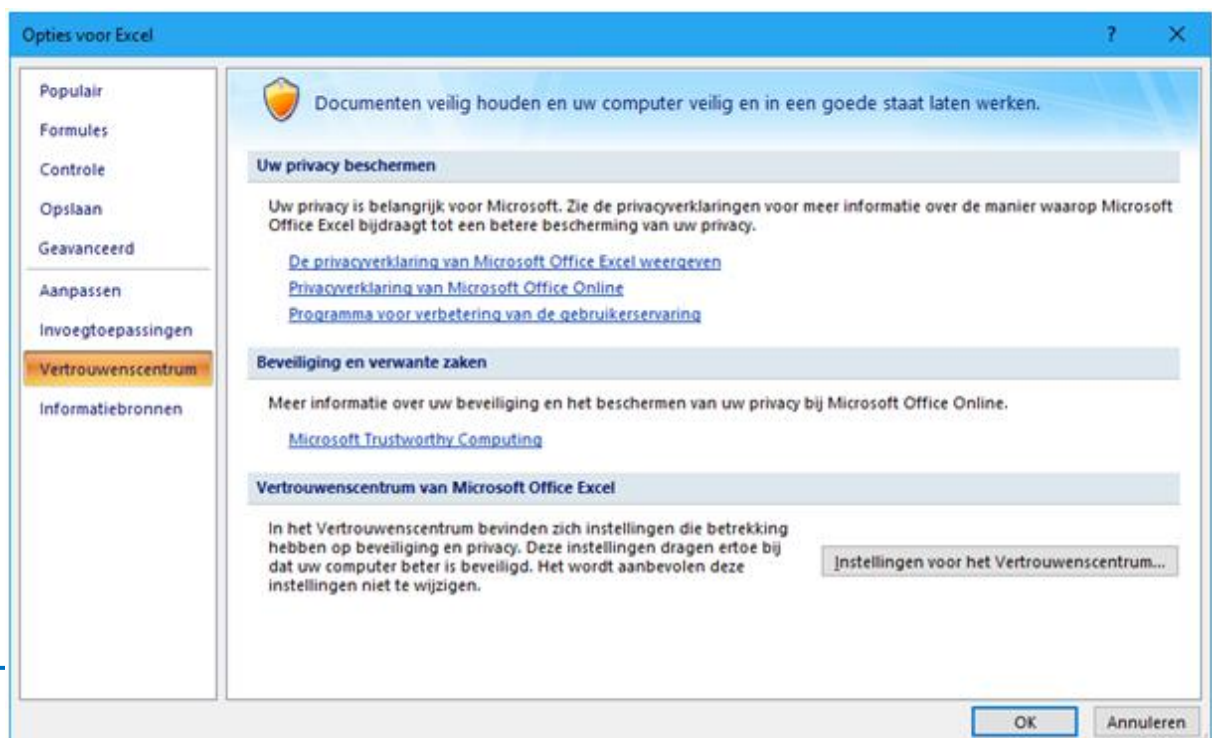 Opties voor Excel
?
Populair
Formules
Controle
Opslaan
Geavanceerd
Aanpassen
Invoegtoepassingen
Vertrouwenscentrum
Informatiebronnen
Documenten veilig houden en uw computer veilig en in een goede staat laten werken.
Uw privacy beschermen
Uw privacy is belangrijk voor Microsoft. Zie de privacyverklaringen voor meer informatie over de manier waarop Microsoft
Office Excel bijdraagt tot een betere bescherming van uw privacy.
De privacyverklaring van Microsoft Office Excel weergeven
Privacyverklaring van Microsoft Office Online
Programma voor verbetering van de gebruikerservaring
Beveiliging en verwante zaken
Meer informatie over uw beveiliging en het beschermen van uw privacy bij Microsoft Office Online.
Microsoft Trustworthy Computing
Vertrouwenscentrum van Microsoft Office Excel
In het Vertrouwenscentrum bevinden zich instellingen die betrekking
hebben op beveiliging en privacy. Deze instellingen dragen ertoe bij
dat uw computer beter is beveiligd. Het wordt aanbevolen deze
instellingen niet te wijzigen.
Instellingen voor het Vertrouwenscentrum...
OK
Annuleren